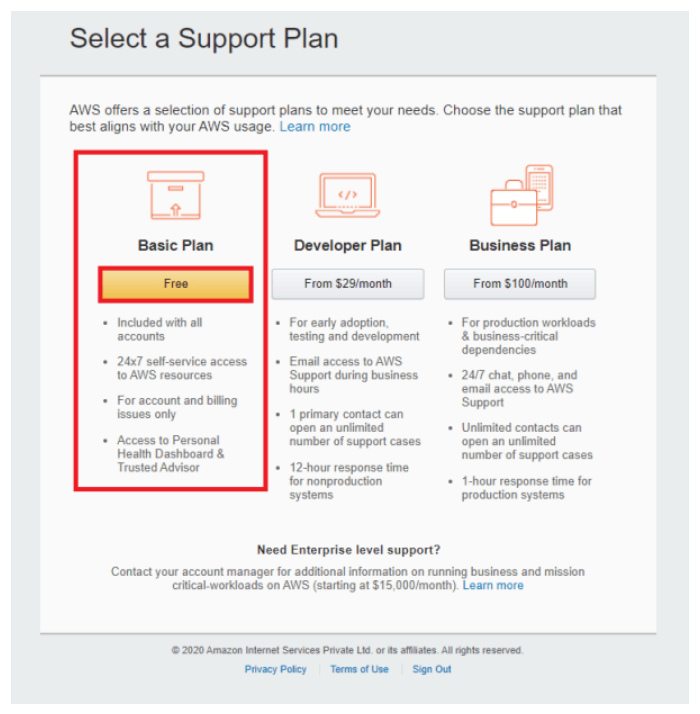 Select a Support Plan
AWS offers a selection of support plans to meet your needs. Choose the support plan that
best aligns with your AWS usage. Learn more
Basic Plan
Free
• Included with all
accounts
• 24x7 self-service access
to AWS resources
• For account and billing
issues only
• Access to Personal
Health Dashboard &
Trusted Advisor
</>
Developer Plan
From $29/month
• For early adoption,
testing and development
• Email access to AWS
Support during business
hours
• 1 primary contact can
open an unlimited
number of support cases
• 12-hour response time
for nonproduction
systems
Business Plan
From $100/month
• For production workloads
& business-critical
dependencies
• 24/7 chat, phone, and
email access to AWS
Support
• Unlimited contacts can
open an unlimited
number of support cases
• 1-hour response time for
production systems
Need Enterprise level support?
Contact your account manager for additional information on running business and mission
critical-workloads on AWS (starting at $15,000/month). Learn more
© 2020 Amazon Internet Services Private Ltd. or its affiliates. All rights reserved.
Privacy Policy | Terms of Use | Sign Out